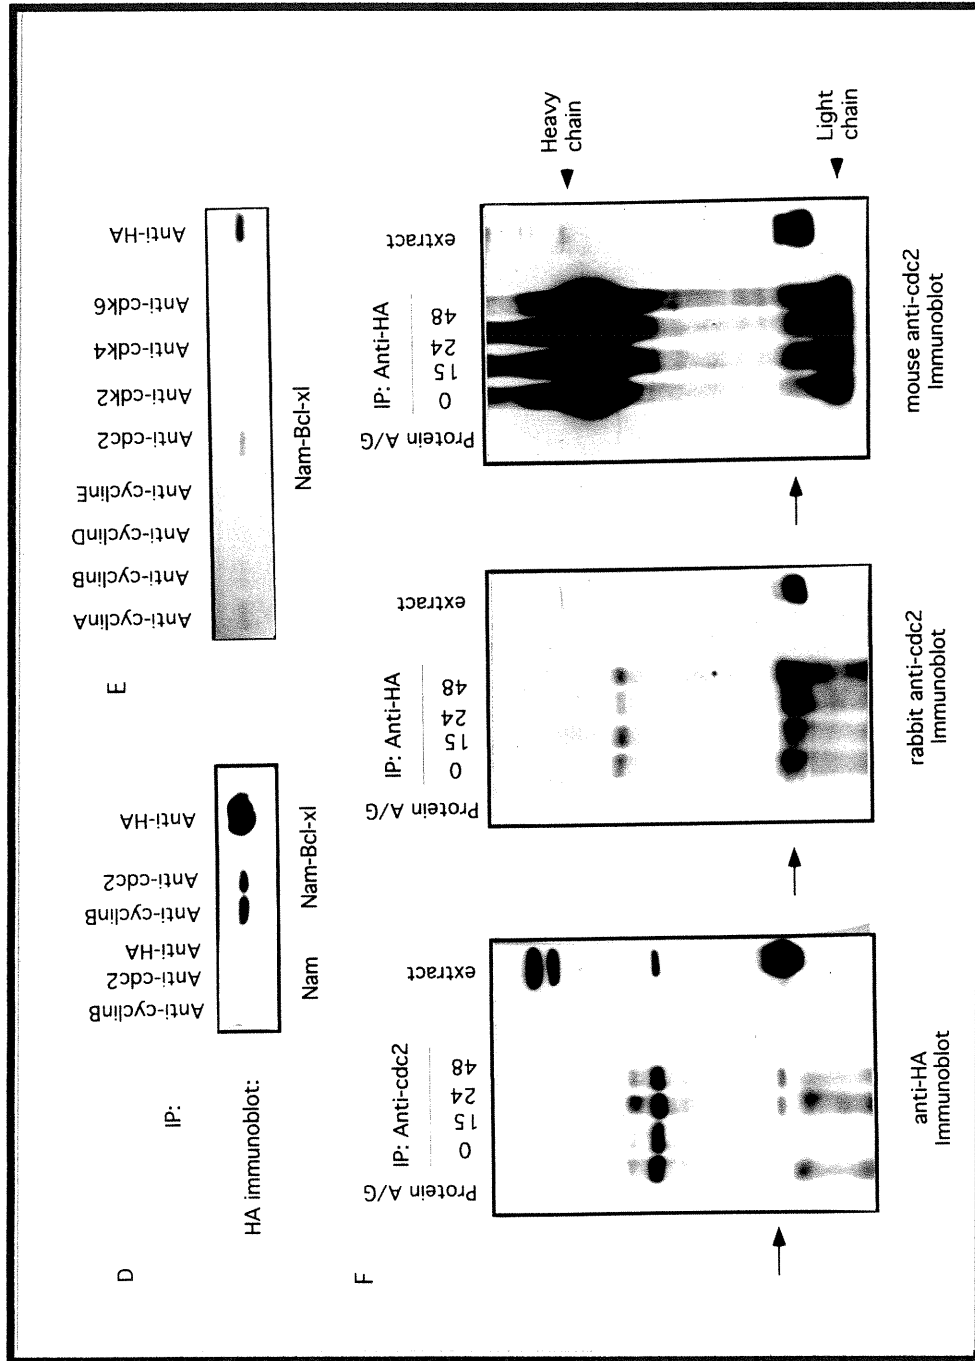 D
IP:
Anti-cyclinB
Anti-cdc2
Anti-HA
Anti-cyclinB
Anti-cdc2
Anti-HA
HA immunoblot:
Nam
Nam-Bcl-xl
E
Anti-cyclinA
Anti-cyclinB
Anti-cyclinD
Anti-cyclinE
Anti-cdc2
Anti-cdk2
Anti-cdk4
Anti-cdk6
Anti-HA
Nam-Bcl-xl
F
Protein A/G
IP: Anti-cdc2
0 15 24 48
extract
anti-HA
Immunoblot
Protein A/G
IP: Anti-HA
0 15 24 48
extract
rabbit anti-cdc2
Immunoblot
Protein A/G
IP: Anti-HA
0 15 24 48
extract
Heavy
chain
Light
chain
mouse anti-cdc2
Immunoblot